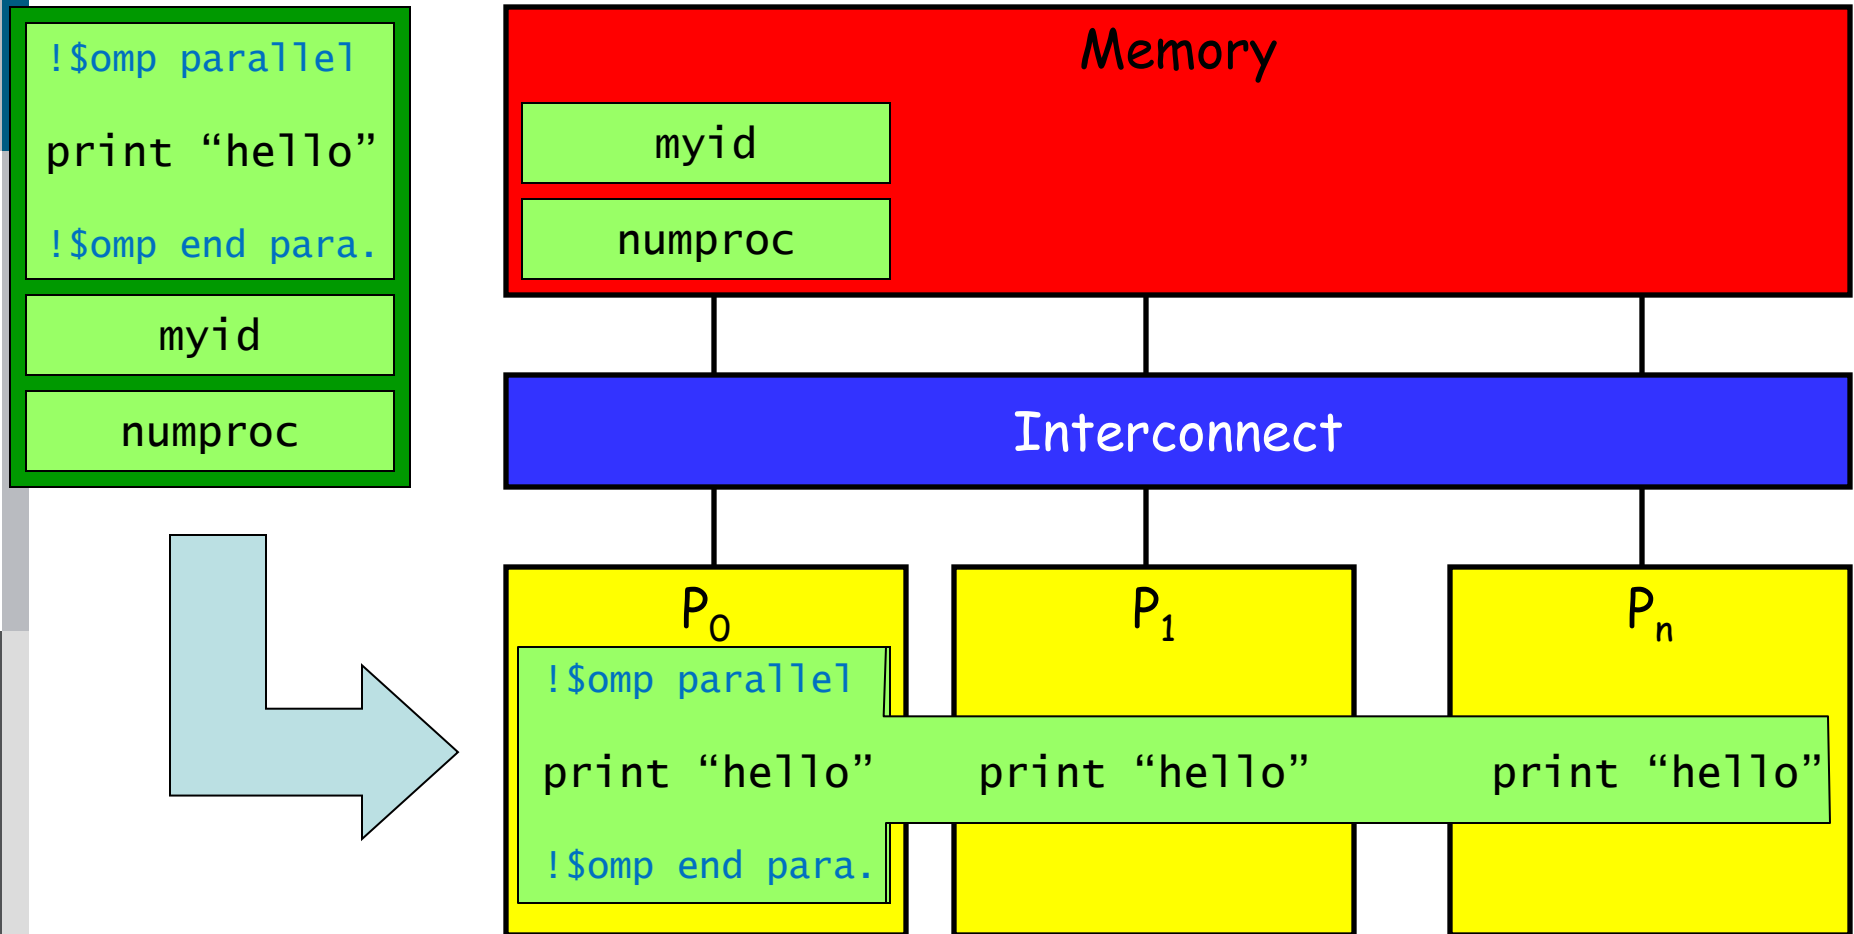 !$omp parallel
print “hello”
!$omp end para.
myid
numproc
Memory
myid
numproc
Interconnect
P0
P1
Pn
!$omp parallel
print “hello” print “hello” print “hello”
!$omp end para.